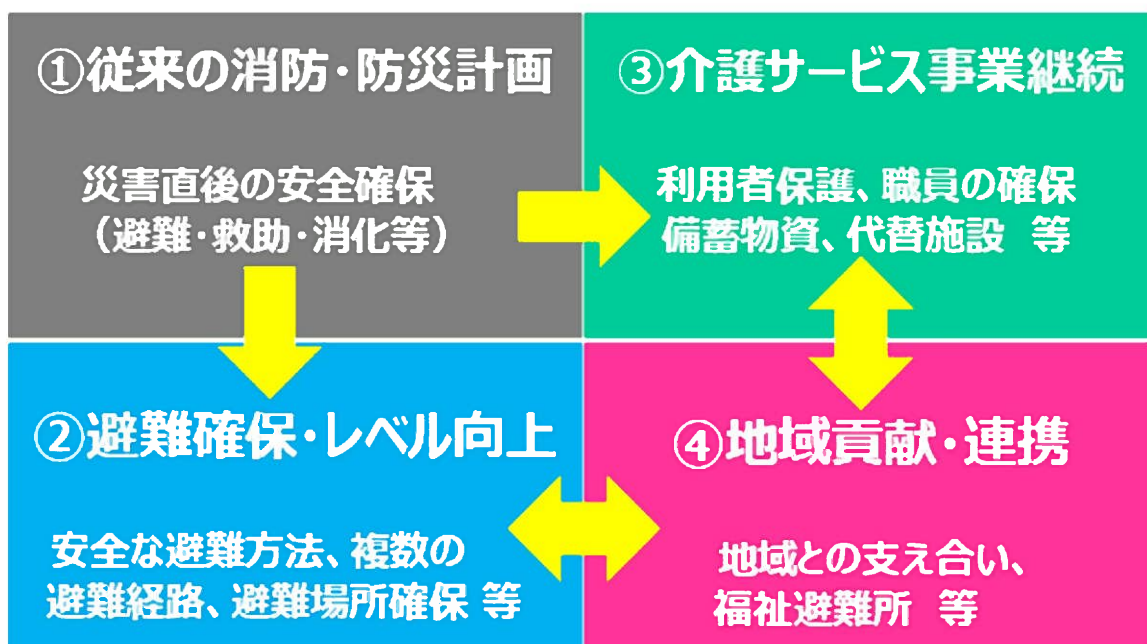 ①従来の消防・防災計画
災害直後の安全確保
（避難・救助・消化等）
②避難確保・レベル向上
安全な避難方法、複数の
避難経路、避難場所確保 等
③介護サービス事業継続
利用者保護、職員の確保
備蓄物資、代替施設 等
④地域貢献・連携
地域との支え合い、
福祉避難所 等